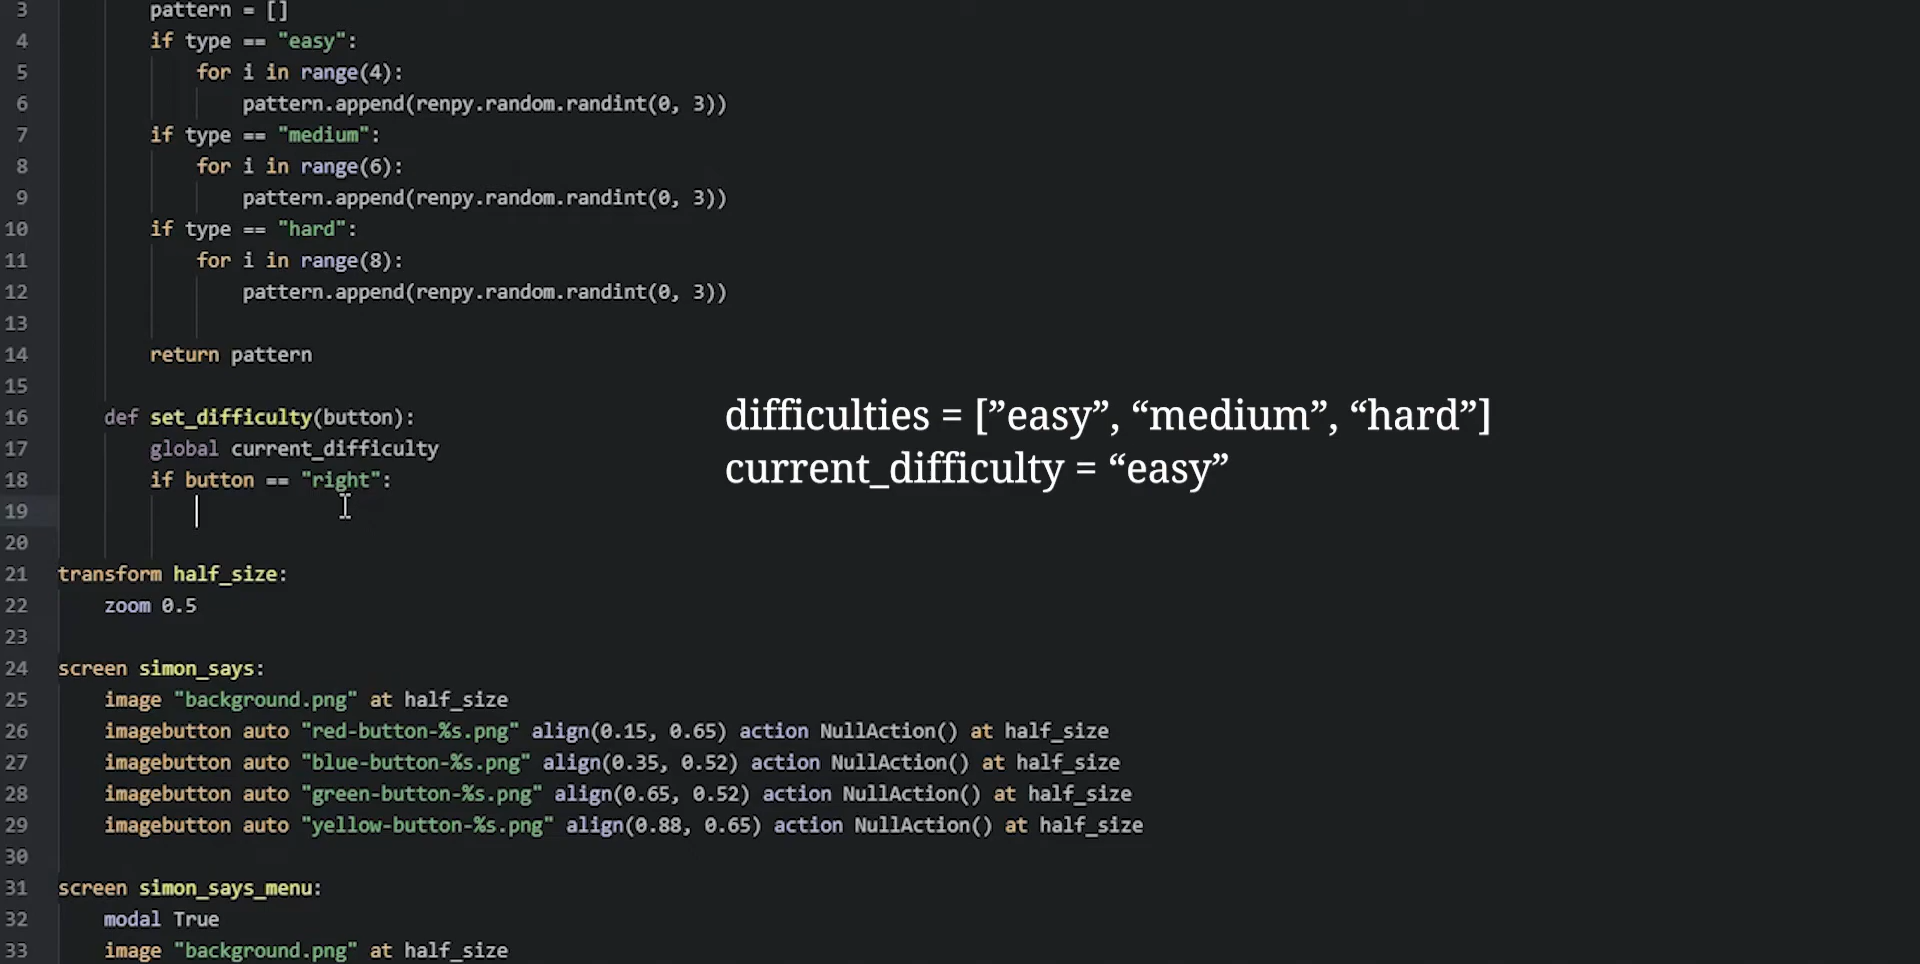 3 pattern = []
4 if type == "easy":
5 for i in range(4):
6 pattern.append(renpy.random.randint(0, 3))
7 if type == "medium":
8 for i in range(6):
9 pattern.append(renpy.random.randint(0, 3))
10 if type == "hard":
11 for i in range(8):
12 pattern.append(renpy.random.randint(0, 3))
13
14 return pattern
15
16 def set_difficulty(button):
17 global current_difficulty
18 if button == "right":
19
20
21 transform half_size:
22 zoom 0.5
23
24 screen simon_says:
25 image "background.png" at half_size
26 imagebutton auto "red-button-%s.png" align(0.15, 0.65) action NullAction() at half_size
27 imagebutton auto "blue-button-%s.png" align(0.35, 0.52) action NullAction() at half_size
28 imagebutton auto "green-button-%s.png" align(0.65, 0.52) action NullAction() at half_size
29 imagebutton auto "yellow-button-%s.png" align(0.88, 0.65) action NullAction() at half_size
30
31 screen simon_says_menu:
32 modal True
33 image "background.png" at half_size
difficulties = [”easy”, “medium”, “hard”]
current_difficulty = “easy”